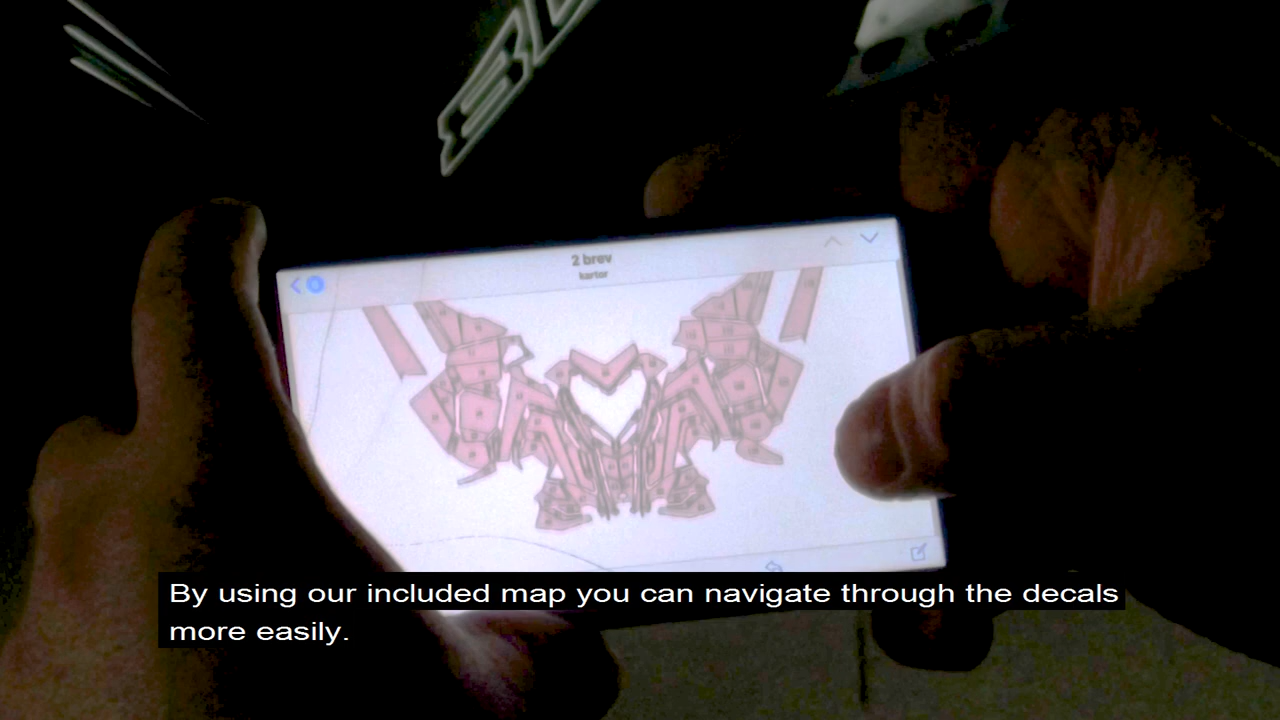 2 brev
kartor
By using our included map you can navigate through the decals
more easily.